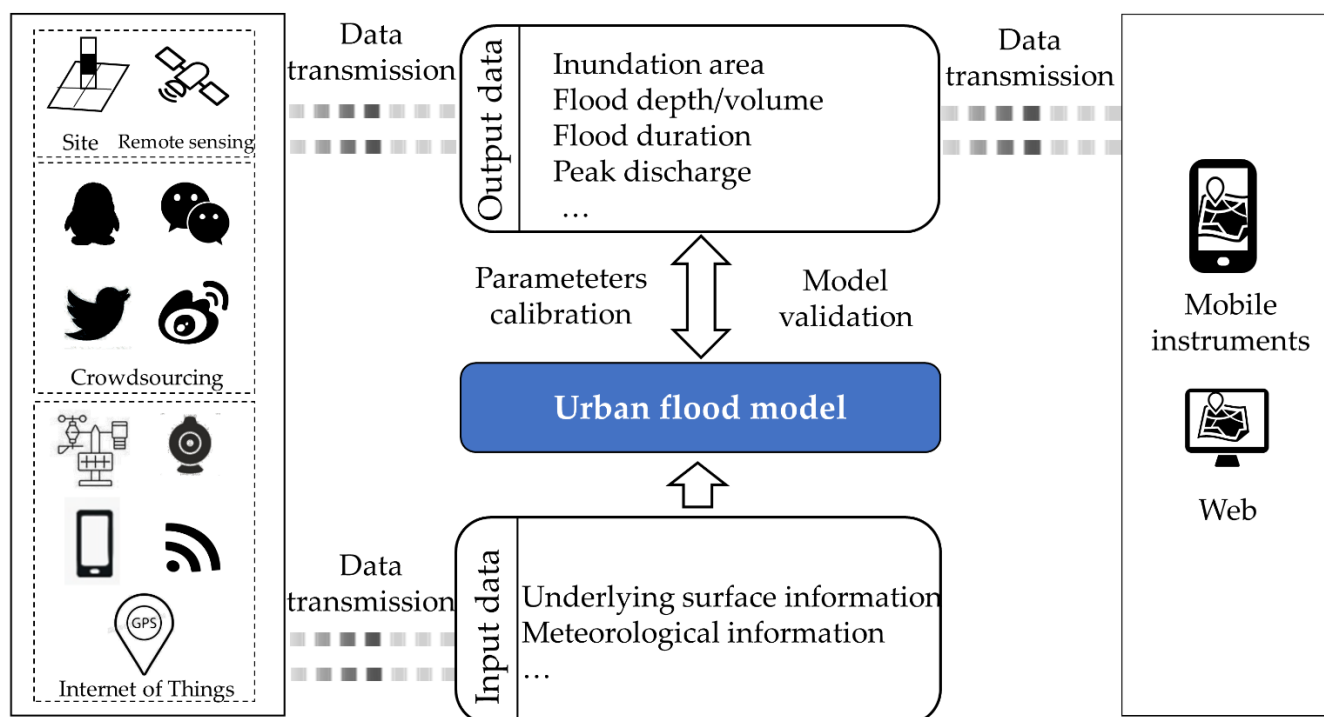 Site
Remote sensing
Crowdsourcing
GPS
Internet of Things
Data
transmission
Data
transmission
Output data
Inundation area
Flood depth/volume
Flood duration
Peak discharge
…
Parameteters
calibration
Model
validation
Urban flood model
Input data
Underlying surface information
Meteorological information
…
Data
transmission
Mobile
instruments
Web